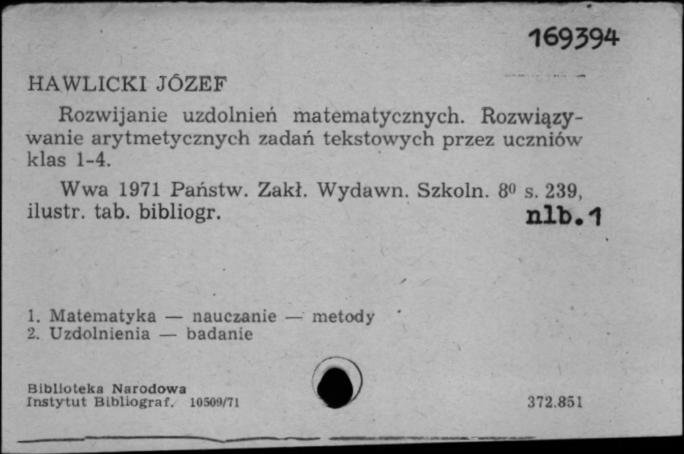 169394
HAWLICKI JÓZEF
Rozwijanie uzdolnień matematycznych. Rozwiązy-
wanie arytmetycznych zadań tekstowych przez uczniów
klas 1-4.
Wwa 1971 Państw. Zakł. Wydawn. Szkoln. 8⁰ s. 239,
ilustr. tab. bibliogr.
nlb.1
1. Matematyka — nauczanie — metody
2. Uzdolnienia — badanie
Biblioteka Narodowa
Instytut Bibliograf. 10509/71
372.851